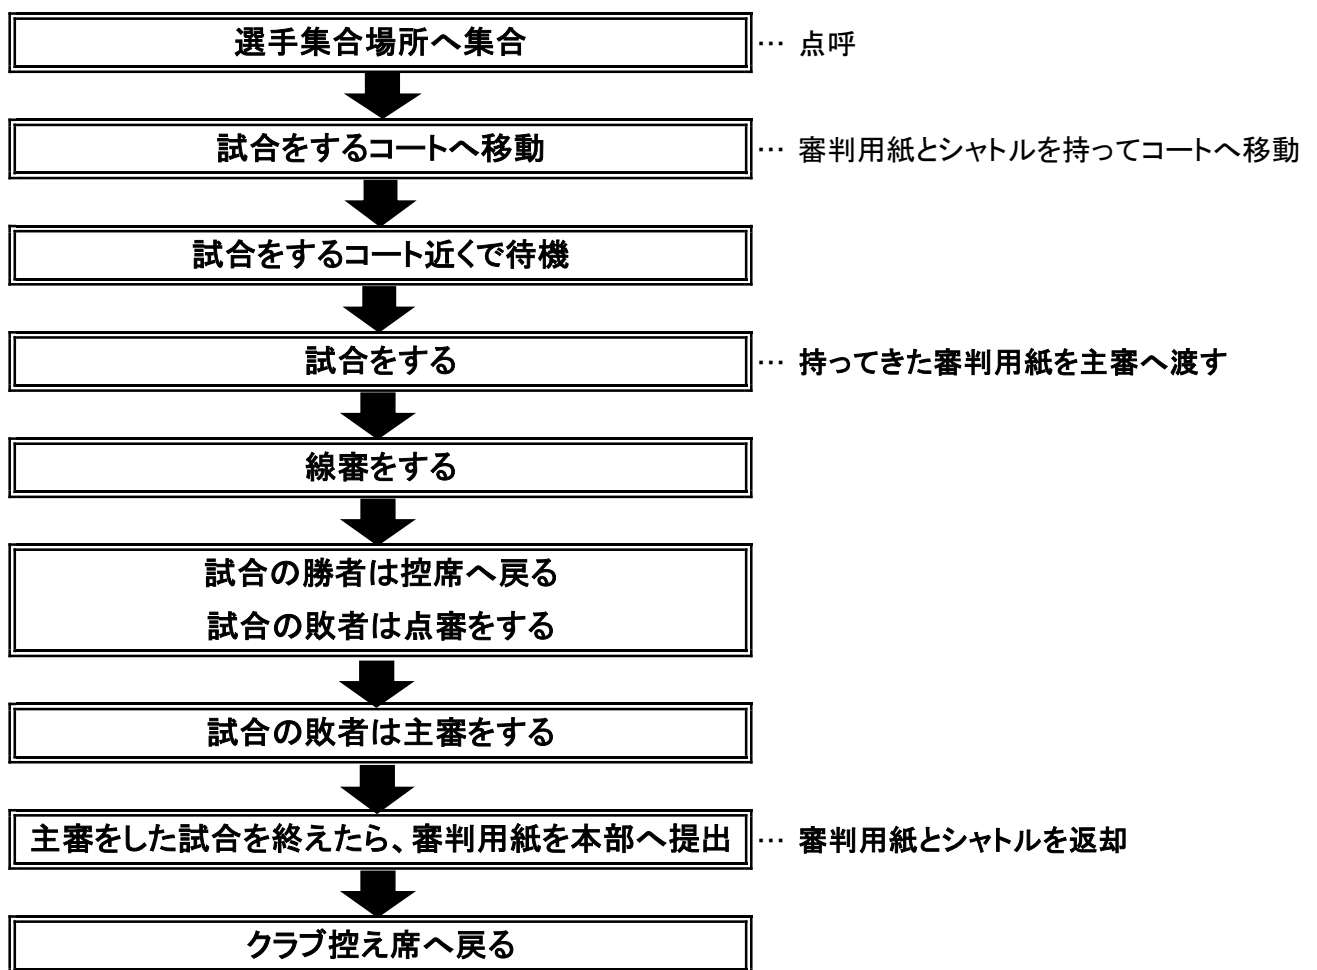 選手集合場所へ集合 … 点呼
試合をするコートへ移動 … 審判用紙とシャトルを持ってコートへ移動
試合をするコート近くで待機
試合をする … 持ってきた審判用紙を主審へ渡す
線審をする
試合の勝者は控席へ戻る
試合の敗者は点審をする
試合の敗者は主審をする
主審をした試合を終えたら、審判用紙を本部へ提出 … 審判用紙とシャトルを返却
クラブ控え席へ戻る